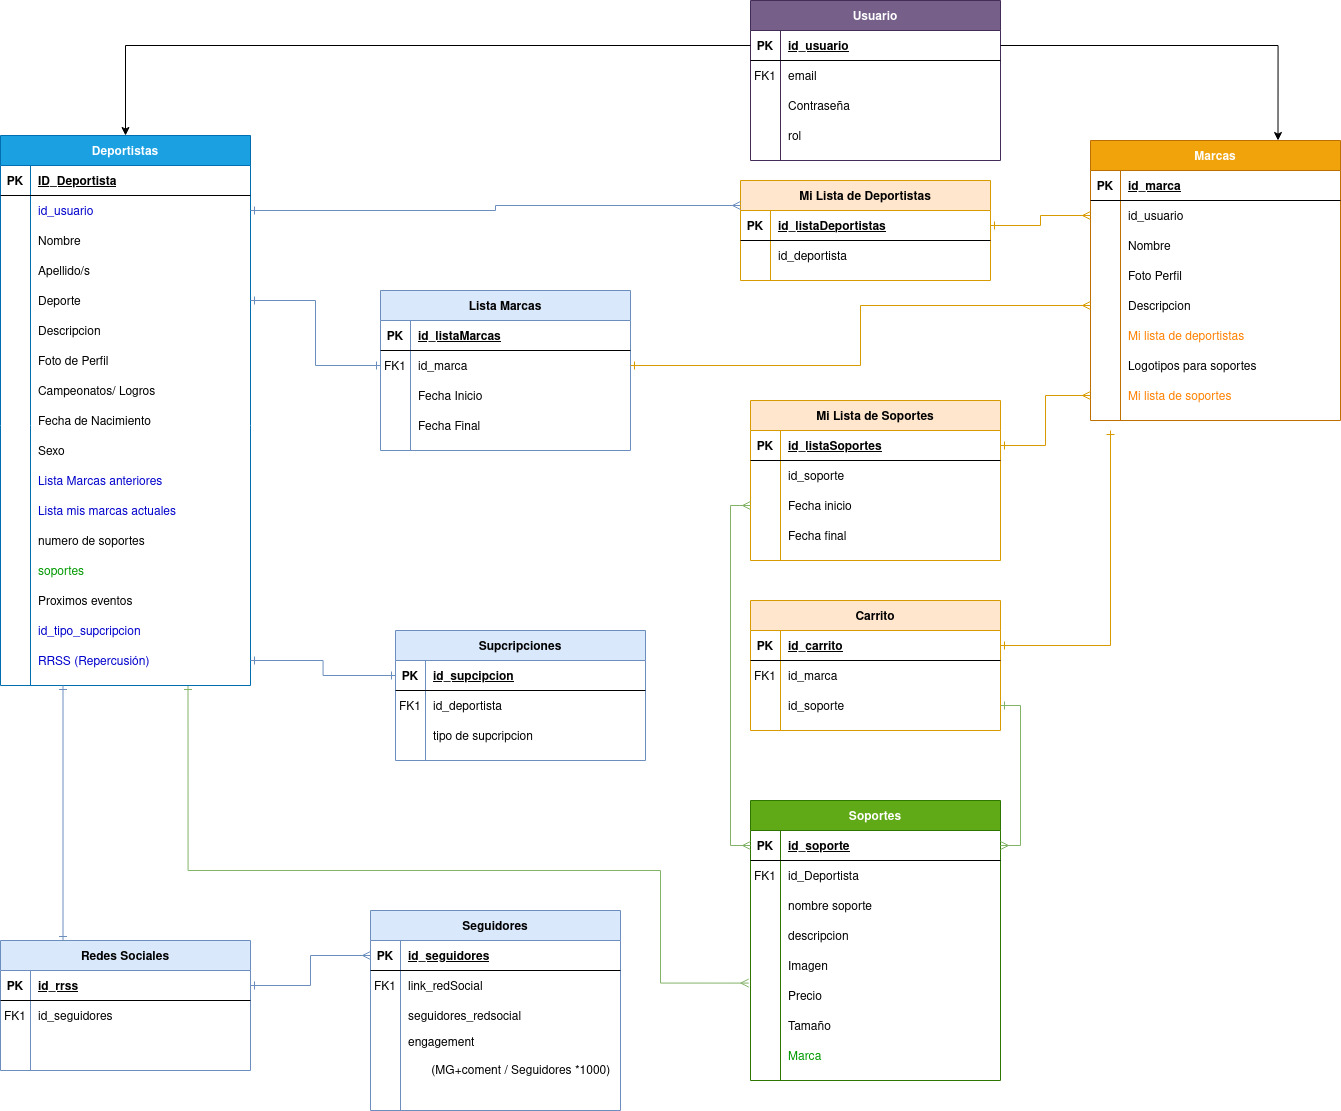 Usuario
PK id_usuario
FK1 email
Contraseña
rol
Deportistas
PK ID_Deportista
id_usuario
Nombre
Apellido/s
Deporte
Descripcion
Foto de Perfil
Campeonatos/ Logros
Fecha de Nacimiento
Sexo
Lista Marcas anteriores
Lista mis marcas actuales
numero de soportes
soportes
Proximos eventos
id_tipo_supcripcion
RRSS (Repercusión)
Marcas
PK id_marca
id_usuario
Nombre
Foto Perfil
Descripcion
Mi lista de deportistas
Logotipos para soportes
Mi lista de soportes
Mi Lista de Deportistas
PK id_listaDeportistas
id_deportista
Lista Marcas
PK id_listaMarcas
FK1 id_marca
Fecha Inicio
Fecha Final
Mi Lista de Soportes
PK id_listaSoportes
id_soporte
Fecha inicio
Fecha final
Supcripciones
PK id_supcipcion
FK1 id_deportista
tipo de supcripcion
Carrito
PK id_carrito
FK1 id_marca
id_soporte
Soportes
PK id_soporte
FK1 id_Deportista
nombre soporte
descripcion
Imagen
Precio
Tamaño
Marca
Redes Sociales
PK id_rrss
FK1 id_seguidores
Seguidores
PK id_seguidores
FK1 link_redSocial
seguidores_redsocial
engagement
(MG+coment / Seguidores *1000)